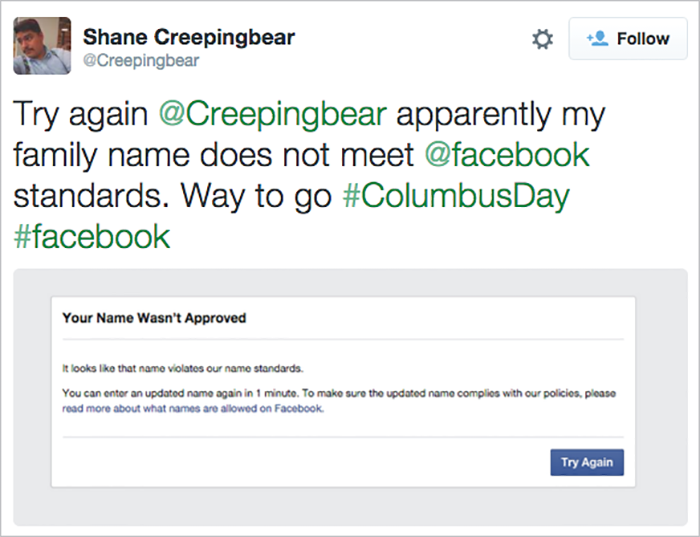 Shane Creepingbear
@Creepingbear
Follow
Try again @Creepingbear apparently my
family name does not meet @facebook
standards. Way to go #ColumbusDay
#facebook
Your Name Wasn't Approved
It looks like that name violates our name standards.
You can enter an updated name again in 1 minute. To make sure the updated name complies with our policies, please
read more about what names are allowed on Facebook.
Try Again